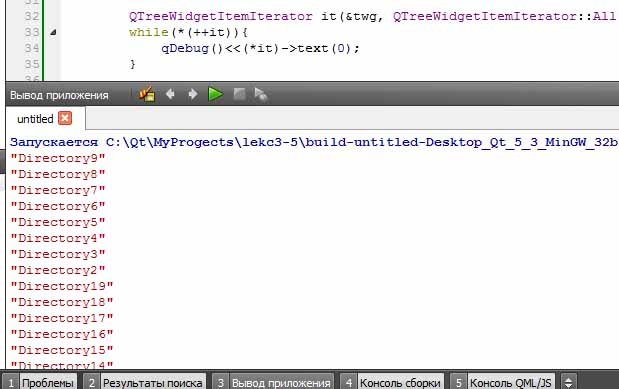 32 QTreeWidgetItemIterator it(&twg, QTreeWidgetItemIterator::All
33 while(*(++it)){
34 qDebug()<<(*it)->text(0);
35 }
Вывод приложения
untitled
Запускается C:\Qt\MyProgects\lekc3-5\build-untitled-Desktop_Qt_5_3_MinGW_32b
"Directory9"
"Directory8"
"Directory7"
"Directory6"
"Directory5"
"Directory4"
"Directory3"
"Directory2"
"Directory19"
"Directory18"
"Directory17"
"Directory16"
"Directory15"
"Directory14"
1 Проблемы 2 Результаты поиска 3 Вывод приложения 4 Консоль сборки 5 Консоль QML/JS